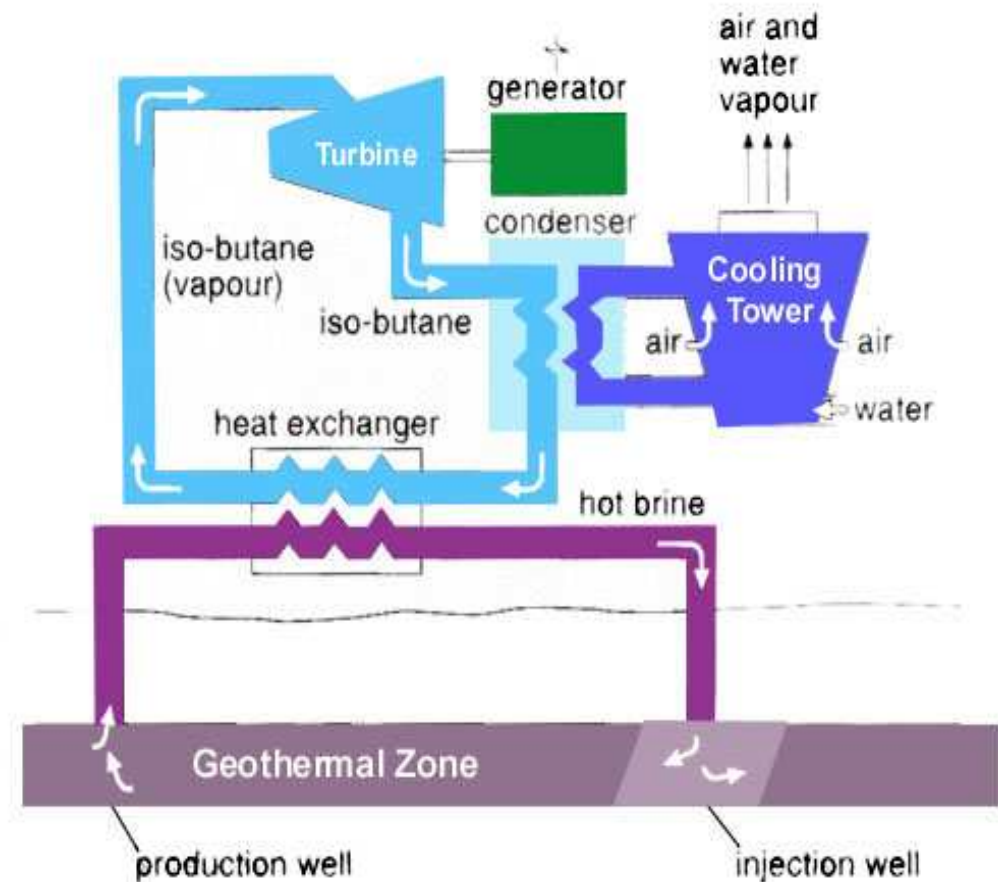 air and
water
vapour
generator
Turbine
condenser
iso-butane
(vapour)
Cooling
Tower
iso-butane
air
air
water
heat exchanger
hot brine
Geothermal Zone
production well
injection well